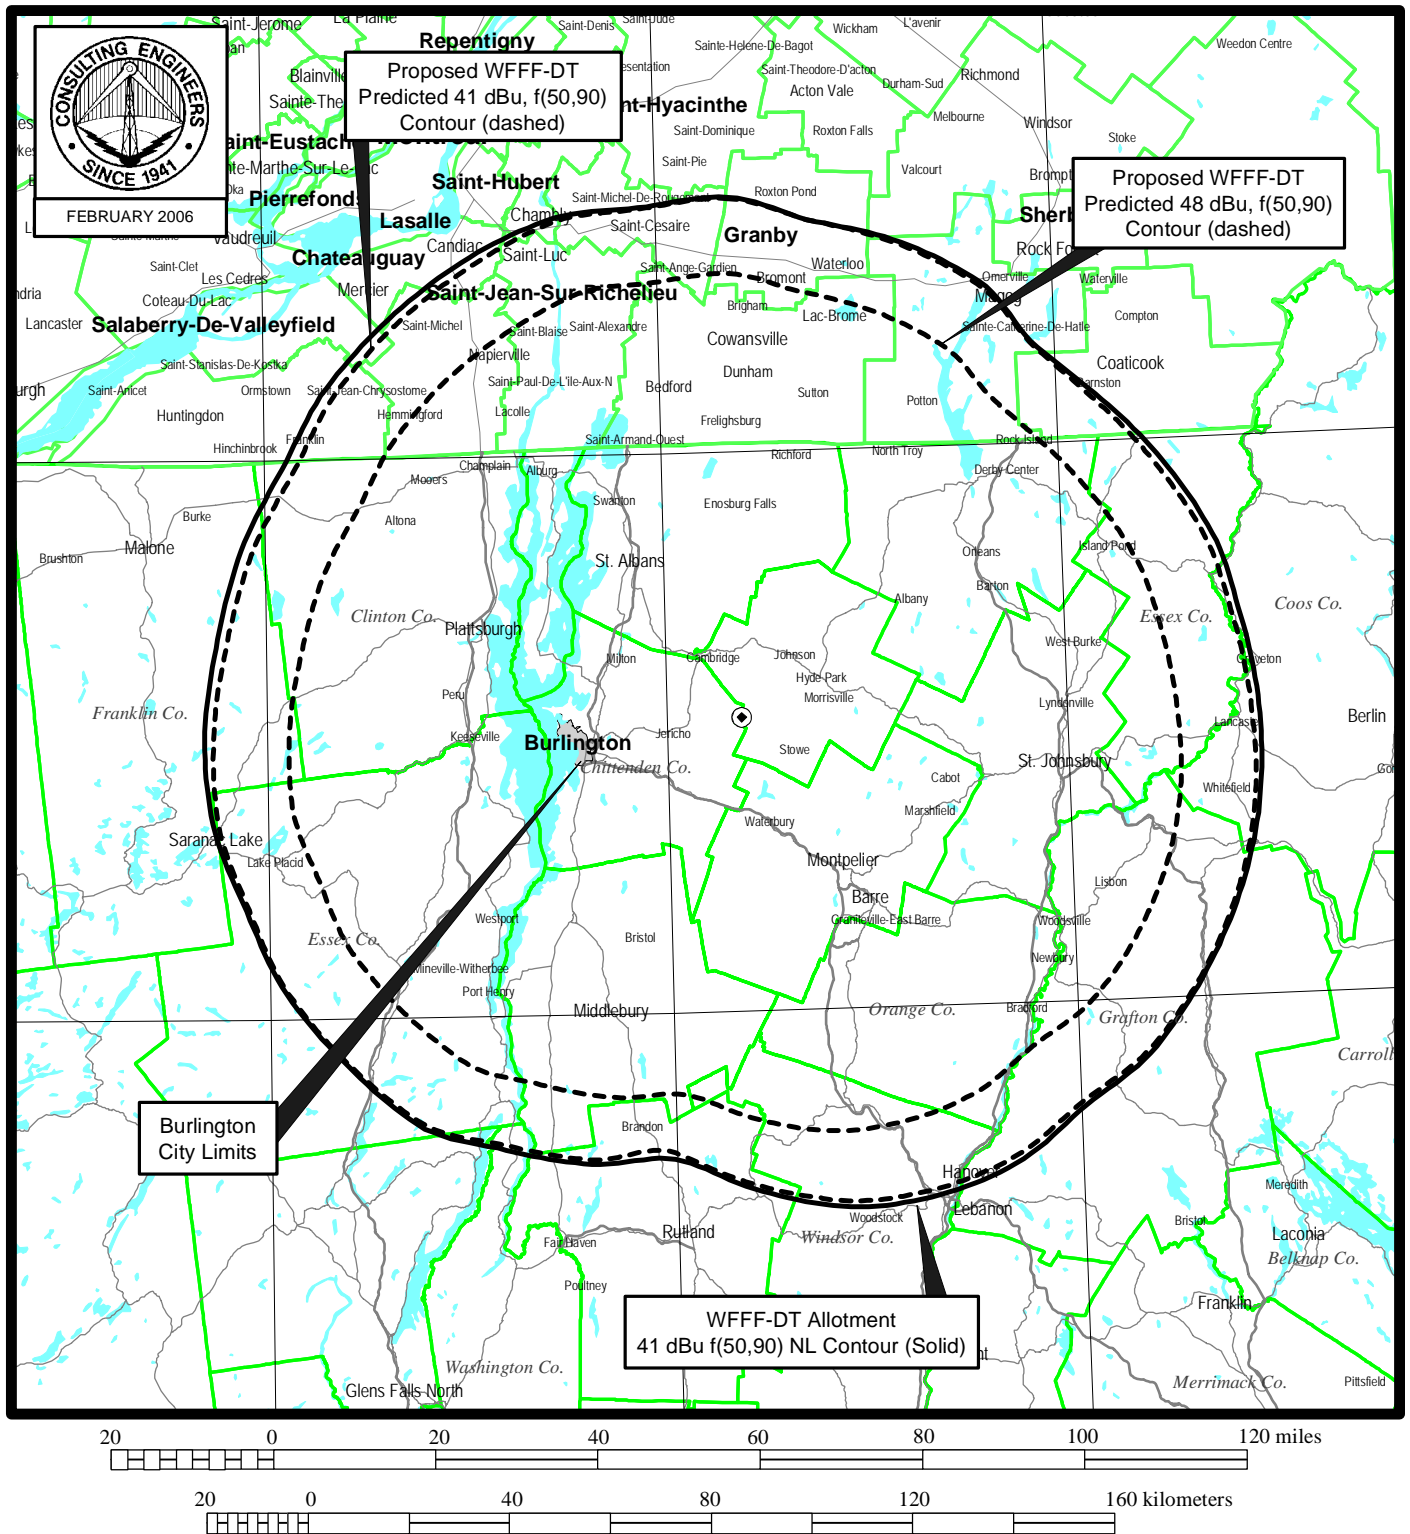 Saint-Jerome
La Plaine
Saint-Denis
Saint-Jude
Wickham
L'avenir
Repentigny
Sainte-Helene-De-Bagot
Weedon Centre
CONSULTING ENGINEERS
SINCE 1941
FEBRUARY 2006
Blainville
Proposed WFFF-DT
Predicted 41 dBu, f(50,90)
Contour (dashed)
Saint-Theodore-D'acton
Acton Vale
Durham-Sud
Richmond
Saint-Dominique
Roxton Falls
Melbourne
Windsor
Stoke
Saint-Pie
Valcourt
Proposed WFFF-DT
Predicted 48 dBu, f(50,90)
Contour (dashed)
Pierrefonds
Saint-Hubert
Saint-Michel-De-Rougemont
Roxton Pond
Lasalle
Chambly
Saint-Cesaire
Granby
Vaudreuil
Candiac
Saint-Luc
Chateauguay
Saint-Clet
Les Cedres
Saint-Ange-Gardien
Bromont
Waterloo
Omerville
Waterville
Mercier
Saint-Jean-Sur-Richelieu
Magog
Coteau-Du-Lac
Brigham
Lac-Brome
Compton
Lancaster
Salaberry-De-Valleyfield
Saint-Michel
Saint-Blaise
Saint-Alexandre
Cowansville
Sainte-Catherine-De-Hatle
Napierville
Coaticook
Saint-Stanislas-De-Kostka
Dunham
Saint-Anicet
Ormstown
Saint-Jean-Chrysostome
Saint-Paul-De-L'ile-Aux-N
Bedford
Sutton
Barnston
Huntingdon
Hemmingford
Lacolle
Frelighsburg
Potton
Hinchinbrook
Franklin
Saint-Armand-Ouest
Richford
North Troy
Rock Island
Champlain
Alburg
Derby Center
Mooers
Swanton
Enosburg Falls
Burke
Altona
Malone
Brushton
St. Albans
Orleans
Island Pond
Barton
Albany
Clinton Co.
Essex Co.
Coos Co.
Plattsburgh
West Burke
Milton
Cambridge
Johnson
Groveton
Hyde Park
Morrisville
Peru
Lyndonville
Franklin Co.
Berlin
Keeseville
Burlington
Jericho
Stowe
Lancaster
Chittenden Co.
St. Johnsbury
Cabot
Whitefield
Marshfield
Waterbury
Saranac Lake
Lake Placid
Montpelier
Barre
Lisbon
Westport
Graniteville-East Barre
Woodsville
Essex Co.
Bristol
Newbury
Mineville-Witherbee
Port Henry
Middlebury
Orange Co.
Bradford
Grafton Co.
Carroll
Burlington
City Limits
Brandon
Hanover
Meredith
Lebanon
Woodstock
Bristol
Rutland
Windsor Co.
Laconia
Fair Haven
Belknap Co.
Poultney
Franklin
WFFF-DT Allotment
41 dBu f(50,90) NL Contour (Solid)
Washington Co.
Glens Falls North
Merrimack Co.
Pittsfield
20 0 20 40 60 80 100 120 miles
20 0 40 80 120 160 kilometers